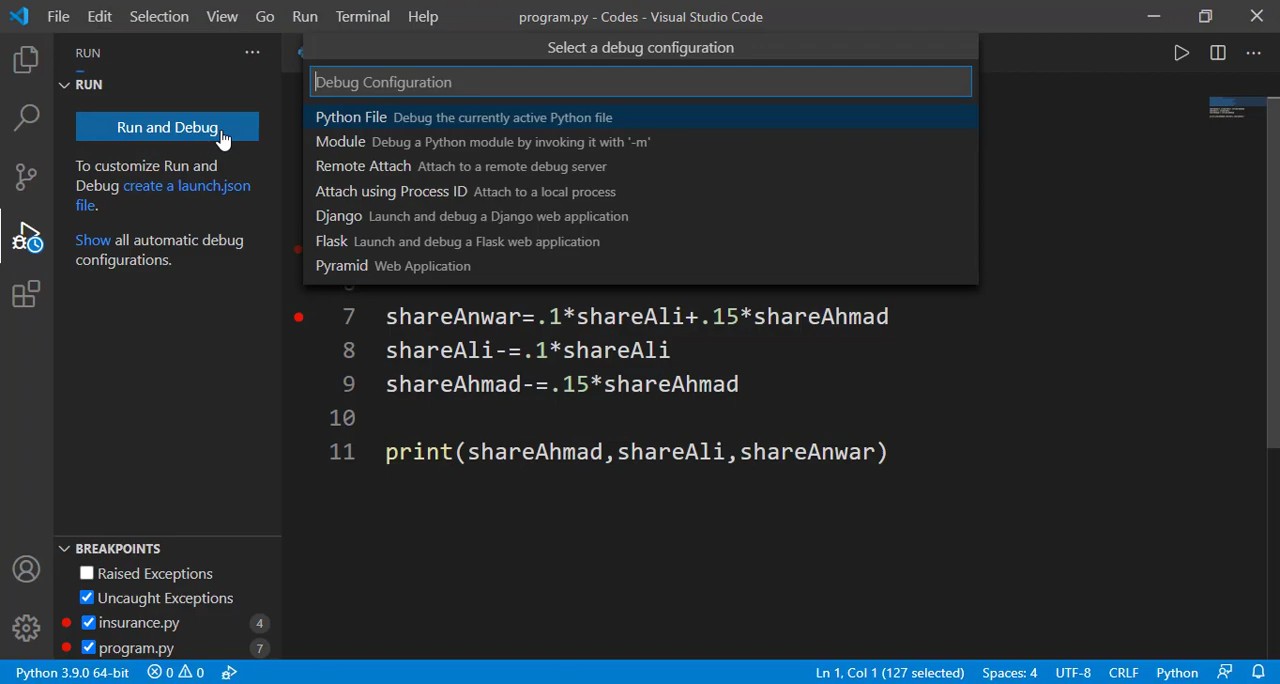 File Edit Selection View Go Run Terminal Help program.py - Codes - Visual Studio Code
RUN
RUN
Run and Debug
To customize Run and
Debug create a launch.json
file.
Show all automatic debug
configurations.
Select a debug configuration
Debug Configuration
Python File Debug the currently active Python file
Module Debug a Python module by invoking it with '-m'
Remote Attach Attach to a remote debug server
Attach using Process ID Attach to a local process
Django Launch and debug a Django web application
Flask Launch and debug a Flask web application
Pyramid Web Application
7 shareAnwar=.1*shareAli+.15*shareAhmad
8 shareAli-=.1*shareAli
9 shareAhmad-=.15*shareAhmad
10
11 print(shareAhmad,shareAli,shareAnwar)
BREAKPOINTS
Raised Exceptions
Uncaught Exceptions
insurance.py 4
program.py 7
Python 3.9.0 64-bit 0 0 Ln 1, Col 1 (127 selected) Spaces: 4 UTF-8 CRLF Python